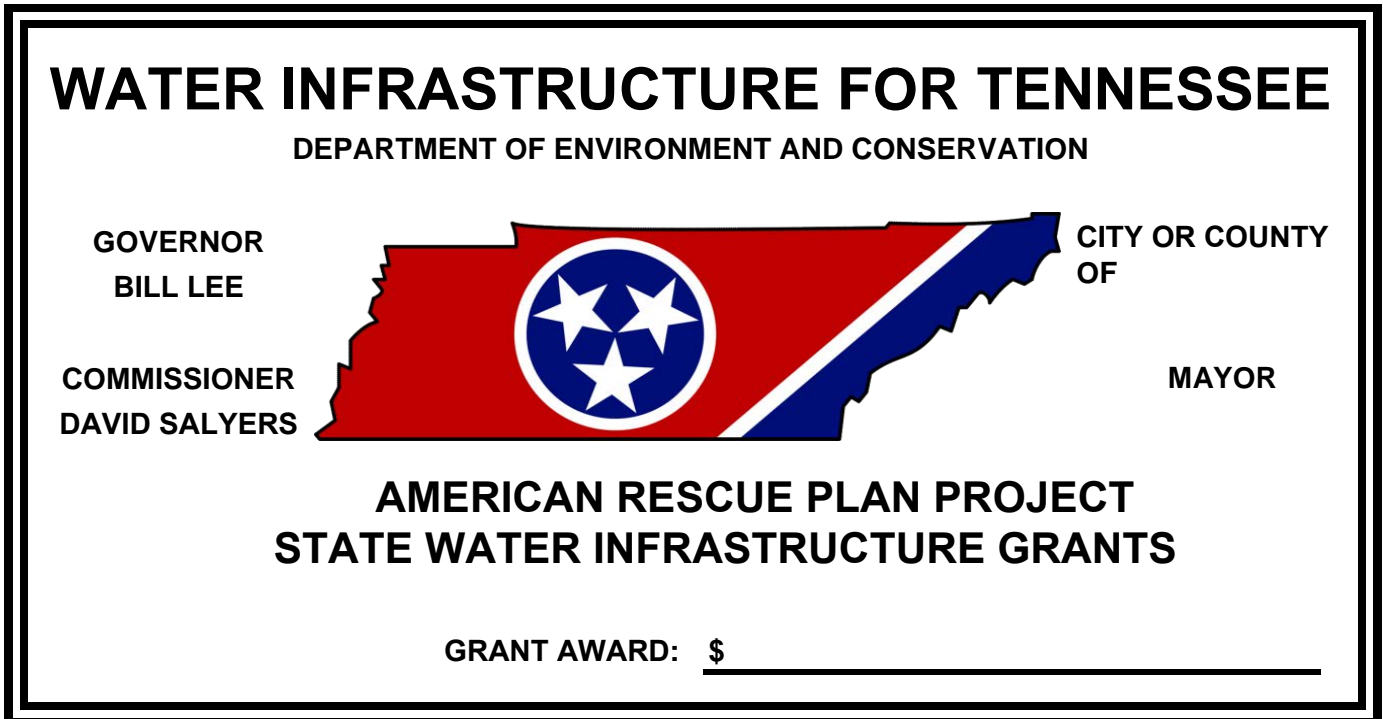 WATER INFRASTRUCTURE FOR TENNESSEE
DEPARTMENT OF ENVIRONMENT AND CONSERVATION
GOVERNOR
BILL LEE
COMMISSIONER
DAVID SALYERS
CITY OR COUNTY
OF
MAYOR
AMERICAN RESCUE PLAN PROJECT
STATE WATER INFRASTRUCTURE GRANTS
GRANT AWARD: $